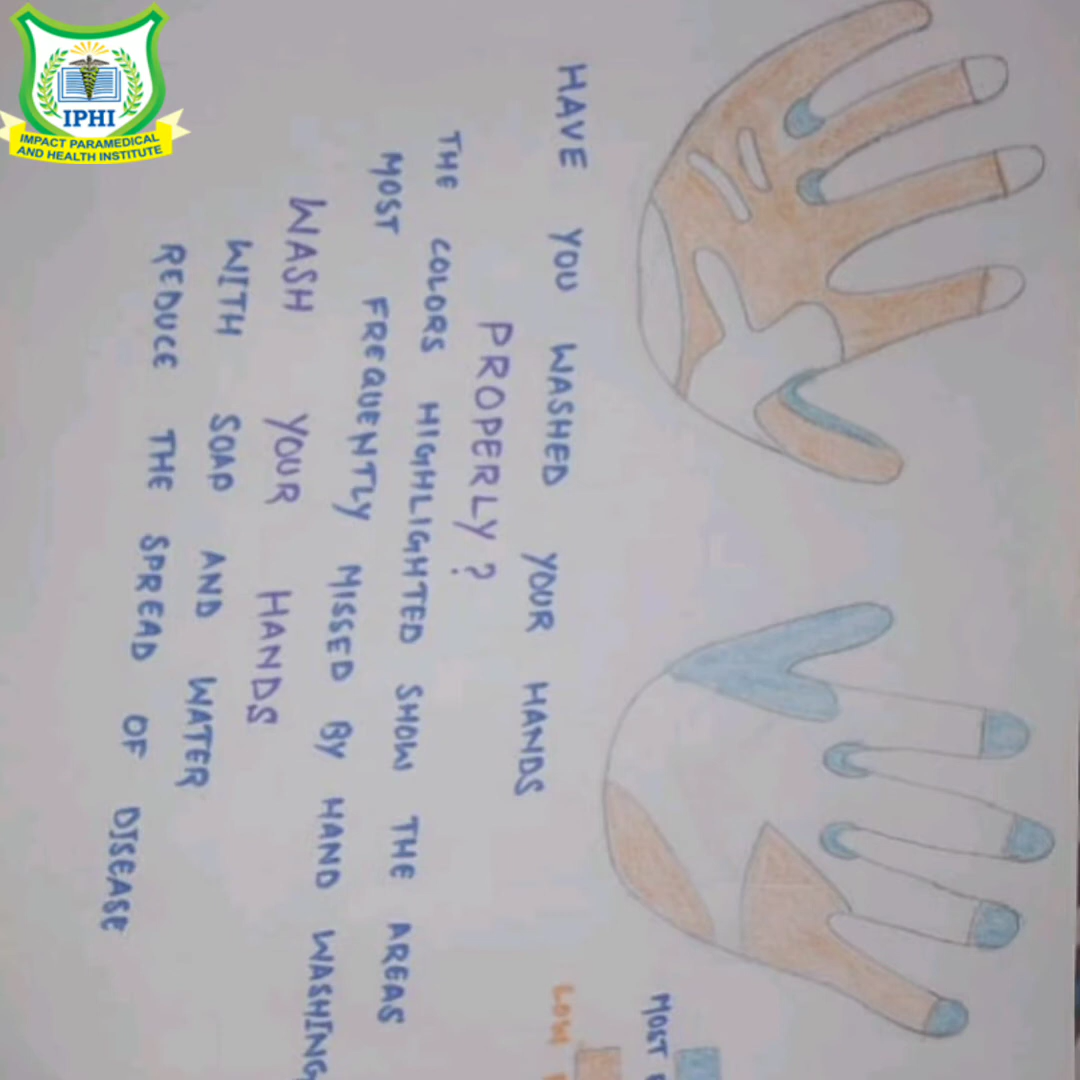 IPHI
IMPACT PARAMEDICAL
AND HEALTH INSTITUTE
MOST
LOW
HAVE YOU WASHED YOUR HANDS
PROPERLY?
THE COLORS HIGHLIGHTED SHOW THE AREAS
MOST FREQUENTLY MISSED BY HAND WASHING
WASH YOUR HANDS
WITH SOAP AND WATER
REDUCE THE SPREAD OF DISEASE